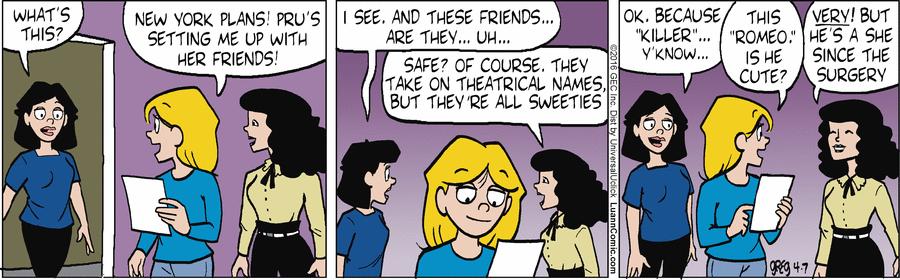 WHAT'S
THIS?
NEW YORK PLANS! PRU'S
SETTING ME UP WITH
HER FRIENDS!
I SEE. AND THESE FRIENDS...
ARE THEY... UH...
SAFE? OF COURSE. THEY
TAKE ON THEATRICAL NAMES,
BUT THEY'RE ALL SWEETIES
©2016 GEC Inc. Dist by UniversalUclick LuannComic.com
OK. BECAUSE
"KILLER"...
Y'KNOW...
THIS
"ROMEO."
IS HE
CUTE?
VERY! BUT
HE'S A SHE
SINCE THE
SURGERY
GREG 4-7